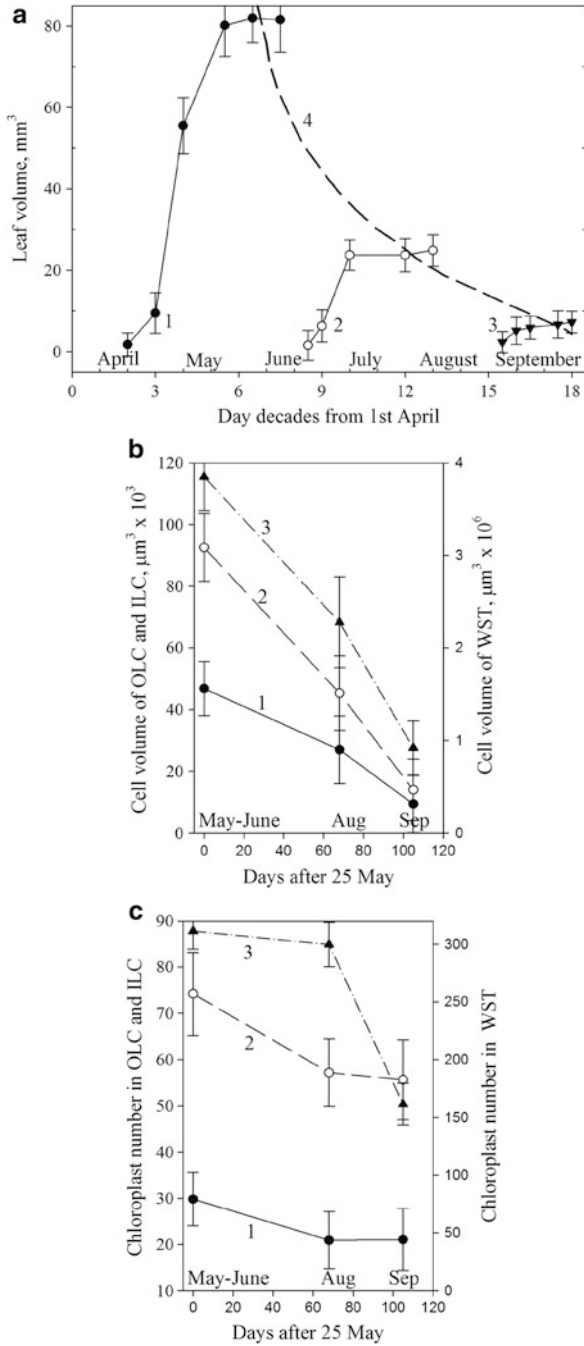 a
80
60
40
20
0
Leaf volume, mm³
1
2
3
4
April May June July August September
0 3 6 9 12 15 18
Day decades from 1st April
b
120
100
80
60
40
20
0
Cell volume of OLC and ILC, μm³ x 10³
4
3
2
1
0
Cell volume of WST, μm³ x 10⁶
3
2
1
May-June Aug Sep
0 20 40 60 80 100 120
Days after 25 May
c
90
80
70
60
50
40
30
20
10
Chloroplast number in OLC and ILC
300
250
200
150
100
50
0
Chloroplast number in WST
3
2
1
May-June Aug Sep
0 20 40 60 80 100 120
Days after 25 May